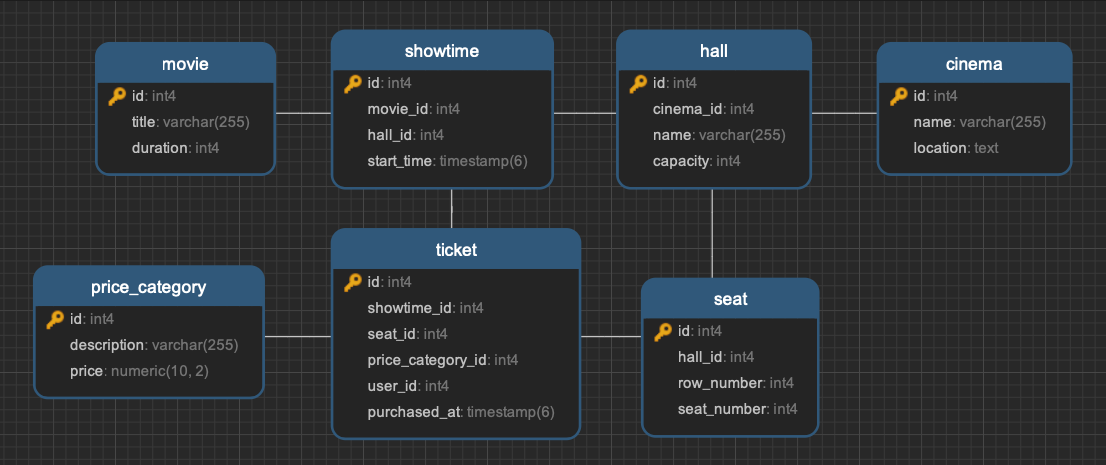 movie
id: int4
title: varchar(255)
duration: int4
showtime
id: int4
movie_id: int4
hall_id: int4
start_time: timestamp(6)
hall
id: int4
cinema_id: int4
name: varchar(255)
capacity: int4
cinema
id: int4
name: varchar(255)
location: text
price_category
id: int4
description: varchar(255)
price: numeric(10, 2)
ticket
id: int4
showtime_id: int4
seat_id: int4
price_category_id: int4
user_id: int4
purchased_at: timestamp(6)
seat
id: int4
hall_id: int4
row_number: int4
seat_number: int4